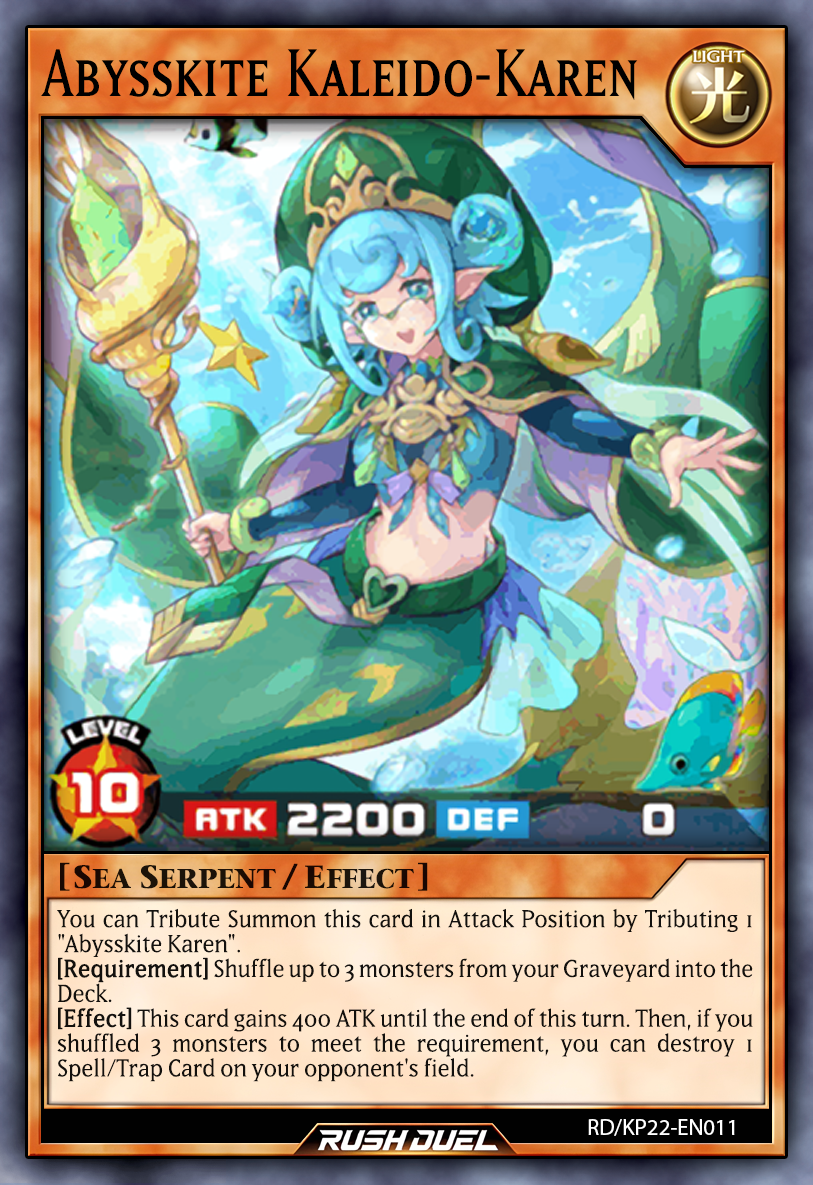 Abysskite Kaleido-Karen
LIGHT
光
LEVEL
10
ATK 2200 DEF 0
[Sea Serpent / Effect]
You can Tribute Summon this card in Attack Position by Tributing 1
"Abysskite Karen".
[Requirement] Shuffle up to 3 monsters from your Graveyard into the
Deck.
[Effect] This card gains 400 ATK until the end of this turn. Then, if you
shuffled 3 monsters to meet the requirement, you can destroy 1
Spell/Trap Card on your opponent's field.
RD/KP22-EN011
RUSH DUEL